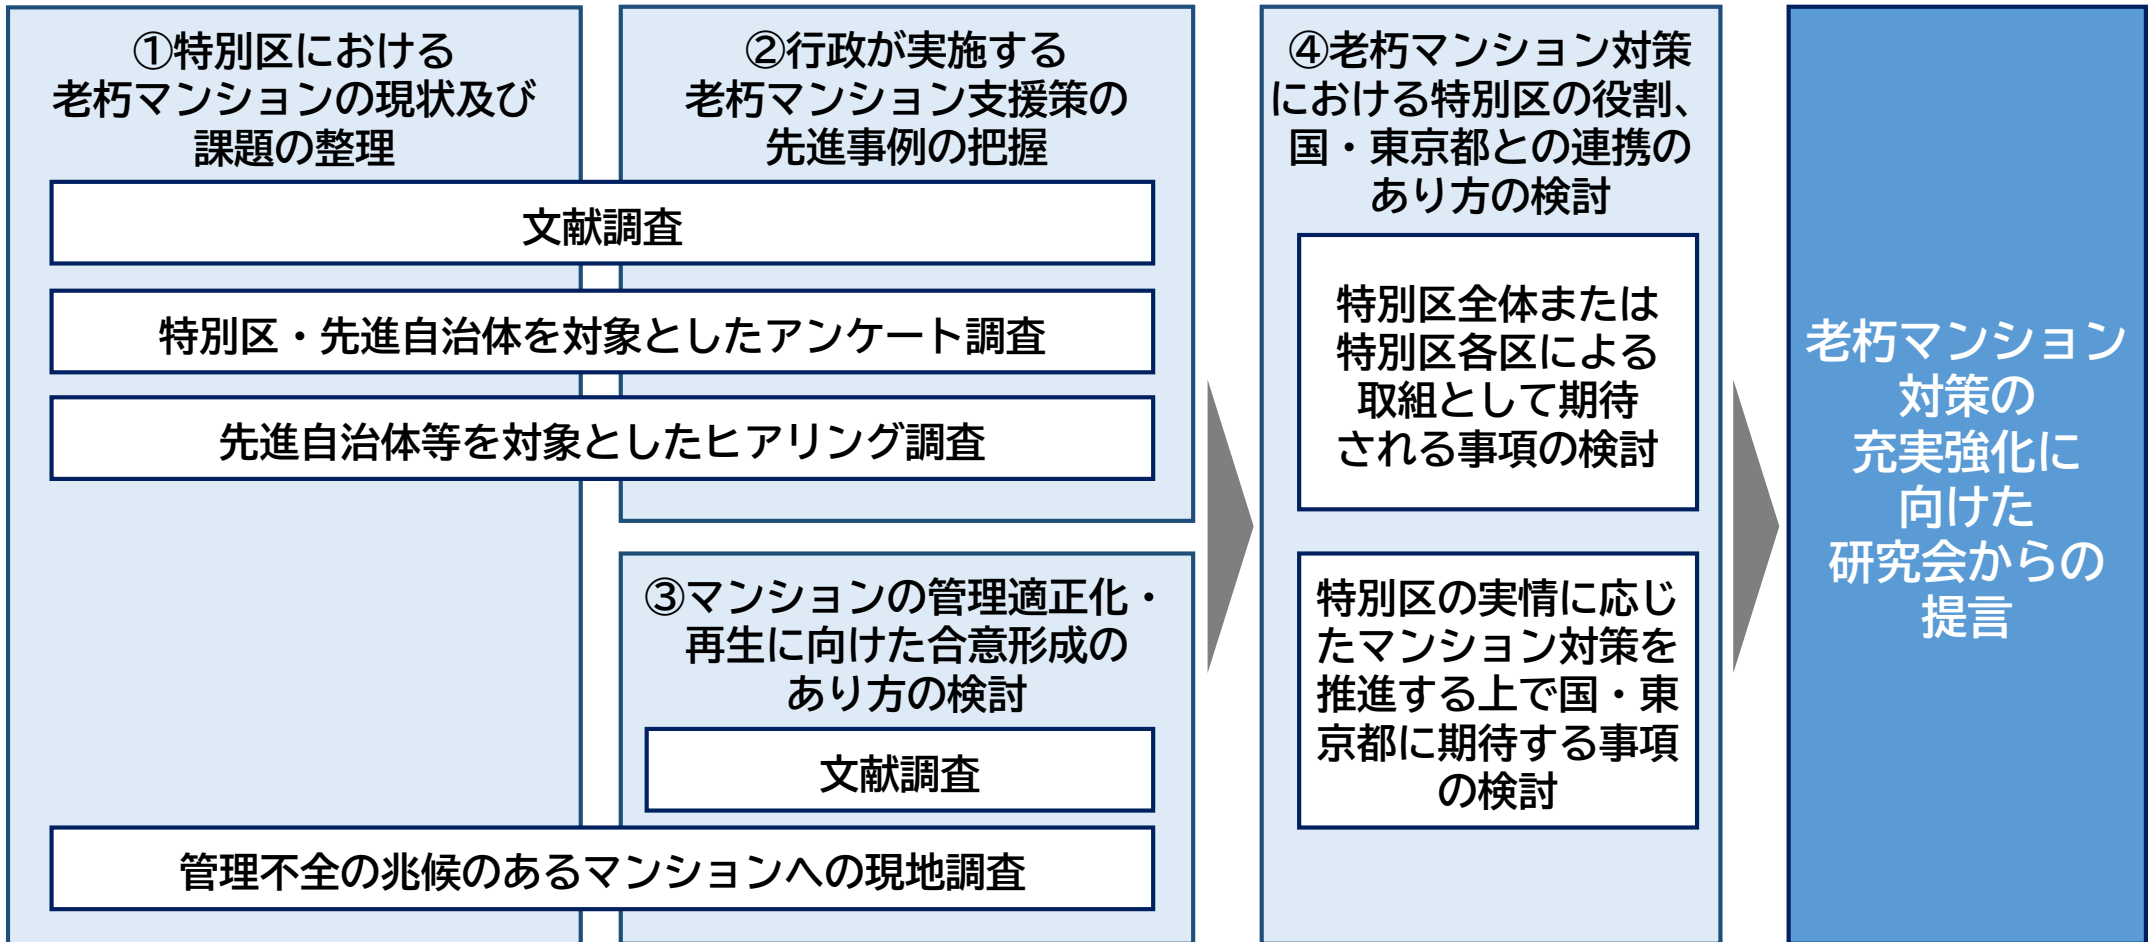 ①特別区における
老朽マンションの現状及び
課題の整理
②行政が実施する
老朽マンション支援策の
先進事例の把握
文献調査
特別区・先進自治体を対象としたアンケート調査
先進自治体等を対象としたヒアリング調査
③マンションの管理適正化・
再生に向けた合意形成の
あり方の検討
文献調査
管理不全の兆候のあるマンションへの現地調査
④老朽マンション対策
における特別区の役割、
国・東京都との連携の
あり方の検討
特別区全体または
特別区各区による
取組として期待
される事項の検討
特別区の実情に応じ
たマンション対策を
推進する上で国・東
京都に期待する事項
の検討
老朽マンション
対策の
充実強化に
向けた
研究会からの
提言